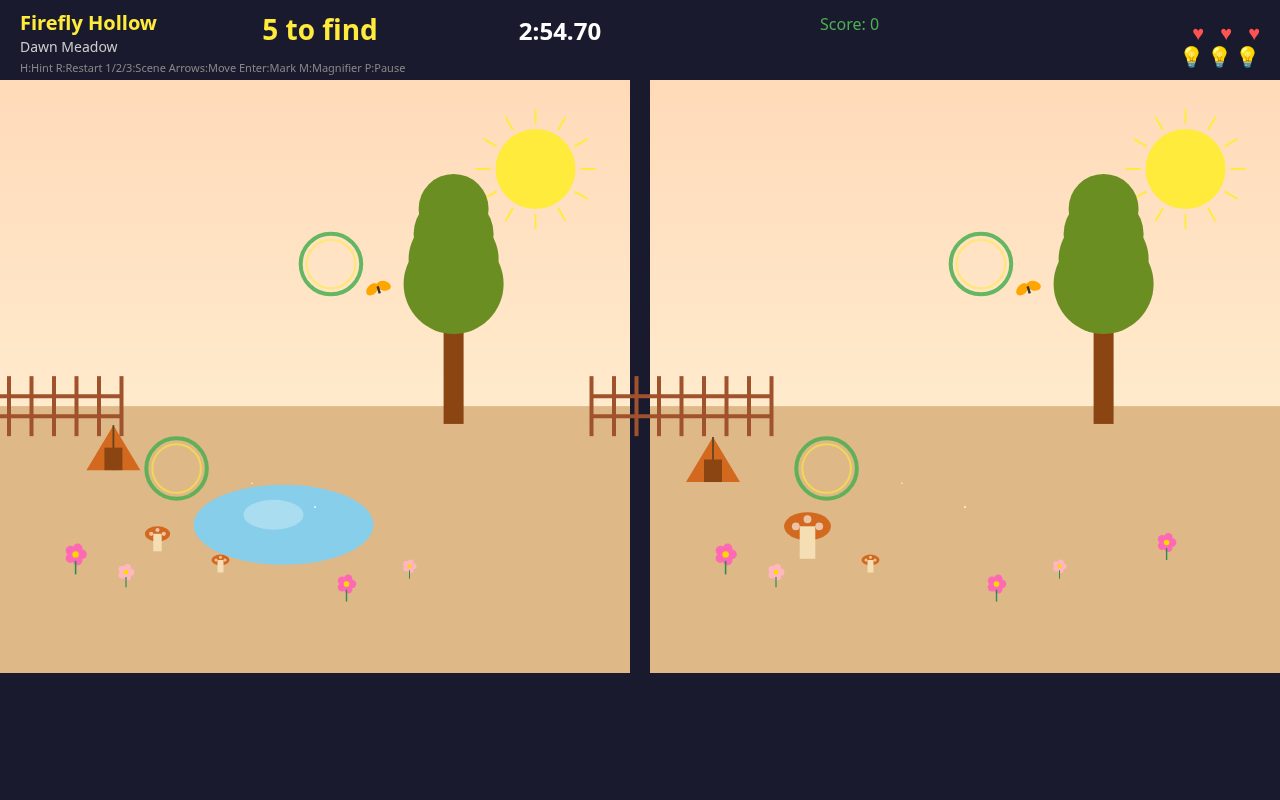 Firefly Hollow
Dawn Meadow
5 to find
2:54.70
Score: 0
H:Hint R:Restart 1/2/3:Scene Arrows:Move Enter:Mark M:Magnifier P:Pause